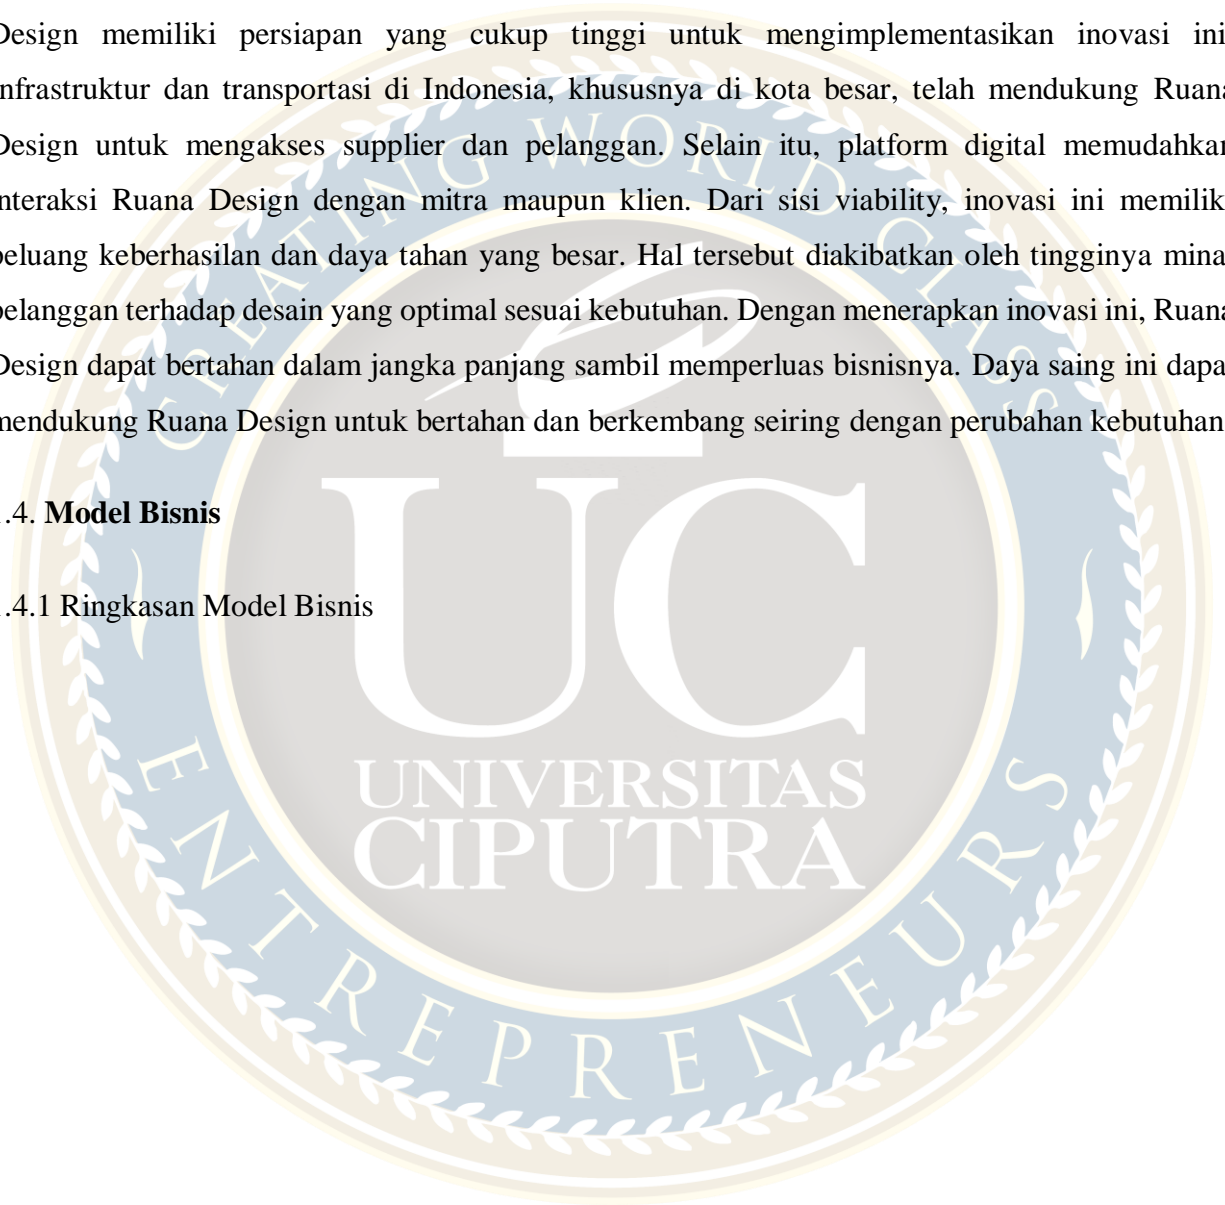 Design memiliki persiapan yang cukup tinggi untuk mengimplementasikan inovasi ini
nfrastruktur dan transportasi di Indonesia, khususnya di kota besar, telah mendukung Ruana
Design untuk mengakses supplier dan pelanggan. Selain itu, platform digital memudahkan
nteraksi Ruana Design dengan mitra maupun klien. Dari sisi viability, inovasi ini memilik
peluang keberhasilan dan daya tahan yang besar. Hal tersebut diakibatkan oleh tingginya mina
pelanggan terhadap desain yang optimal sesuai kebutuhan. Dengan menerapkan inovasi ini, Ruana
Design dapat bertahan dalam jangka panjang sambil memperluas bisnisnya. Daya saing ini dapa
mendukung Ruana Design untuk bertahan dan berkembang seiring dengan perubahan kebutuhan
.4. Model Bisnis
.4.1 Ringkasan Model Bisnis
CREATING WORLD CLASS
UC
UNIVERSITAS
CIPUTRA
ENTREPRENEURS